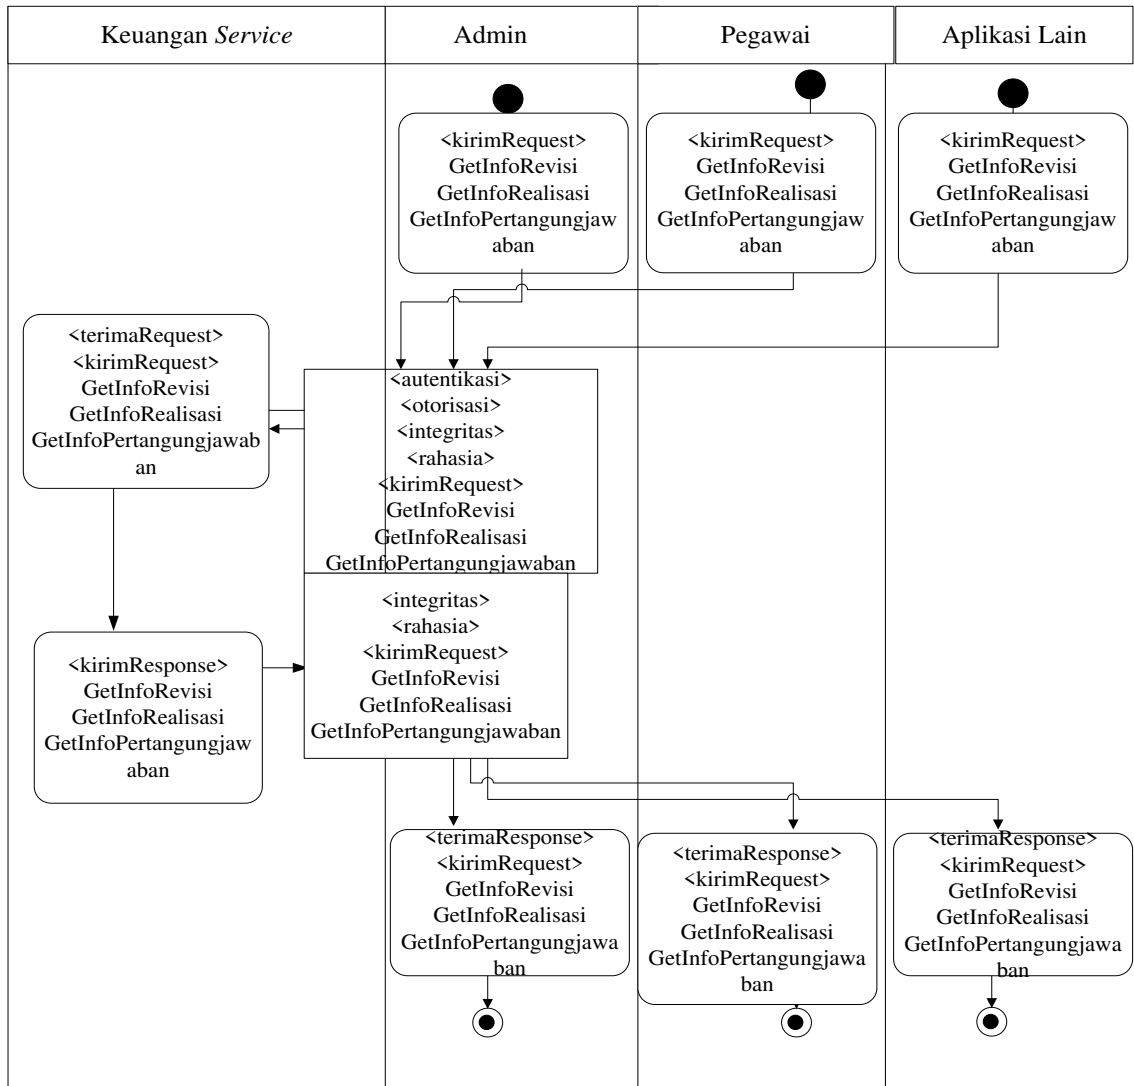 Keuangan Service
Admin
Pegawai
Aplikasi Lain
<kirimRequest>
GetInfoRevisi
GetInfoRealisasi
GetInfoPertangungjaw
aban
<kirimRequest>
GetInfoRevisi
GetInfoRealisasi
GetInfoPertangungjaw
aban
<kirimRequest>
GetInfoRevisi
GetInfoRealisasi
GetInfoPertangungjaw
aban
<terimaRequest>
<kirimRequest>
GetInfoRevisi
GetInfoRealisasi
GetInfoPertangungjawab
an
<autentikasi>
<otorisasi>
<integritas>
<rahasia>
<kirimRequest>
GetInfoRevisi
GetInfoRealisasi
GetInfoPertangungjawaban
<integritas>
<rahasia>
<kirimRequest>
GetInfoRevisi
GetInfoRealisasi
GetInfoPertangungjawaban
<kirimResponse>
GetInfoRevisi
GetInfoRealisasi
GetInfoPertangungjaw
aban
<terimaResponse>
<kirimRequest>
GetInfoRevisi
GetInfoRealisasi
GetInfoPertangungjawa
ban
<terimaResponse>
<kirimRequest>
GetInfoRevisi
GetInfoRealisasi
GetInfoPertangungjawa
ban
<terimaResponse>
<kirimRequest>
GetInfoRevisi
GetInfoRealisasi
GetInfoPertangungjawa
ban